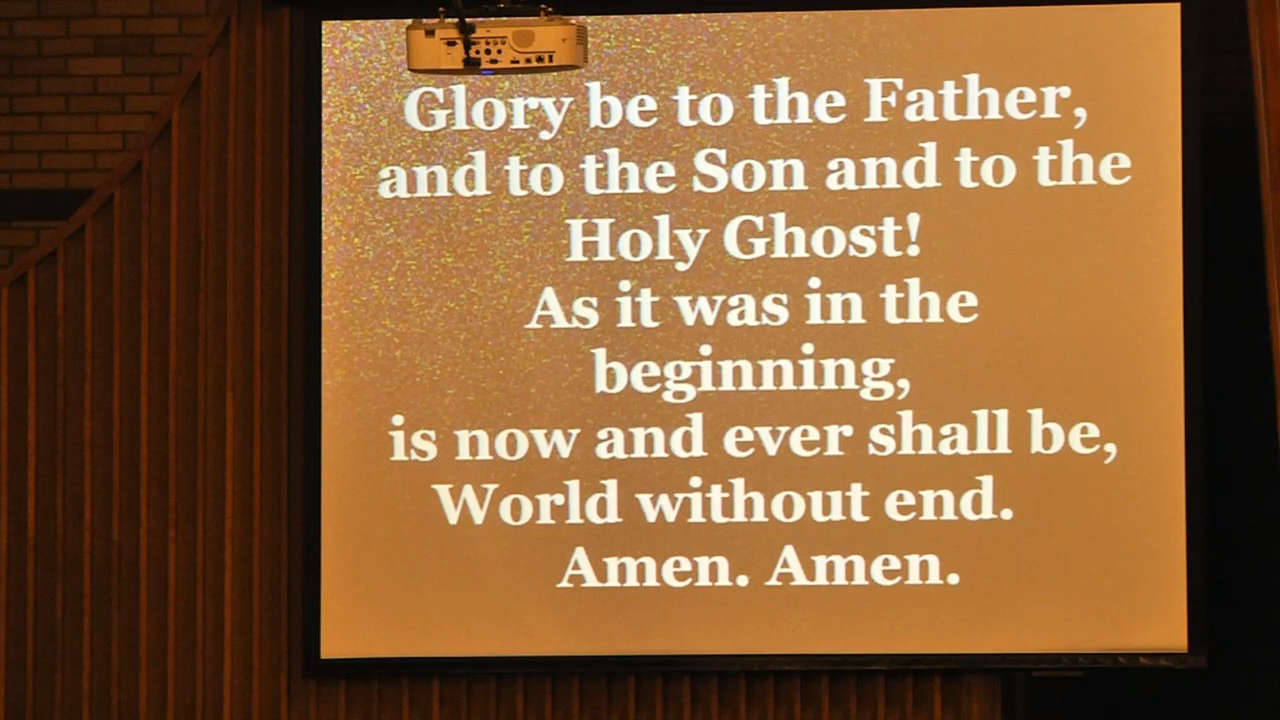 Glory be to the Father,
and to the Son and to the
Holy Ghost!
As it was in the
beginning,
is now and ever shall be,
World without end.
Amen. Amen.